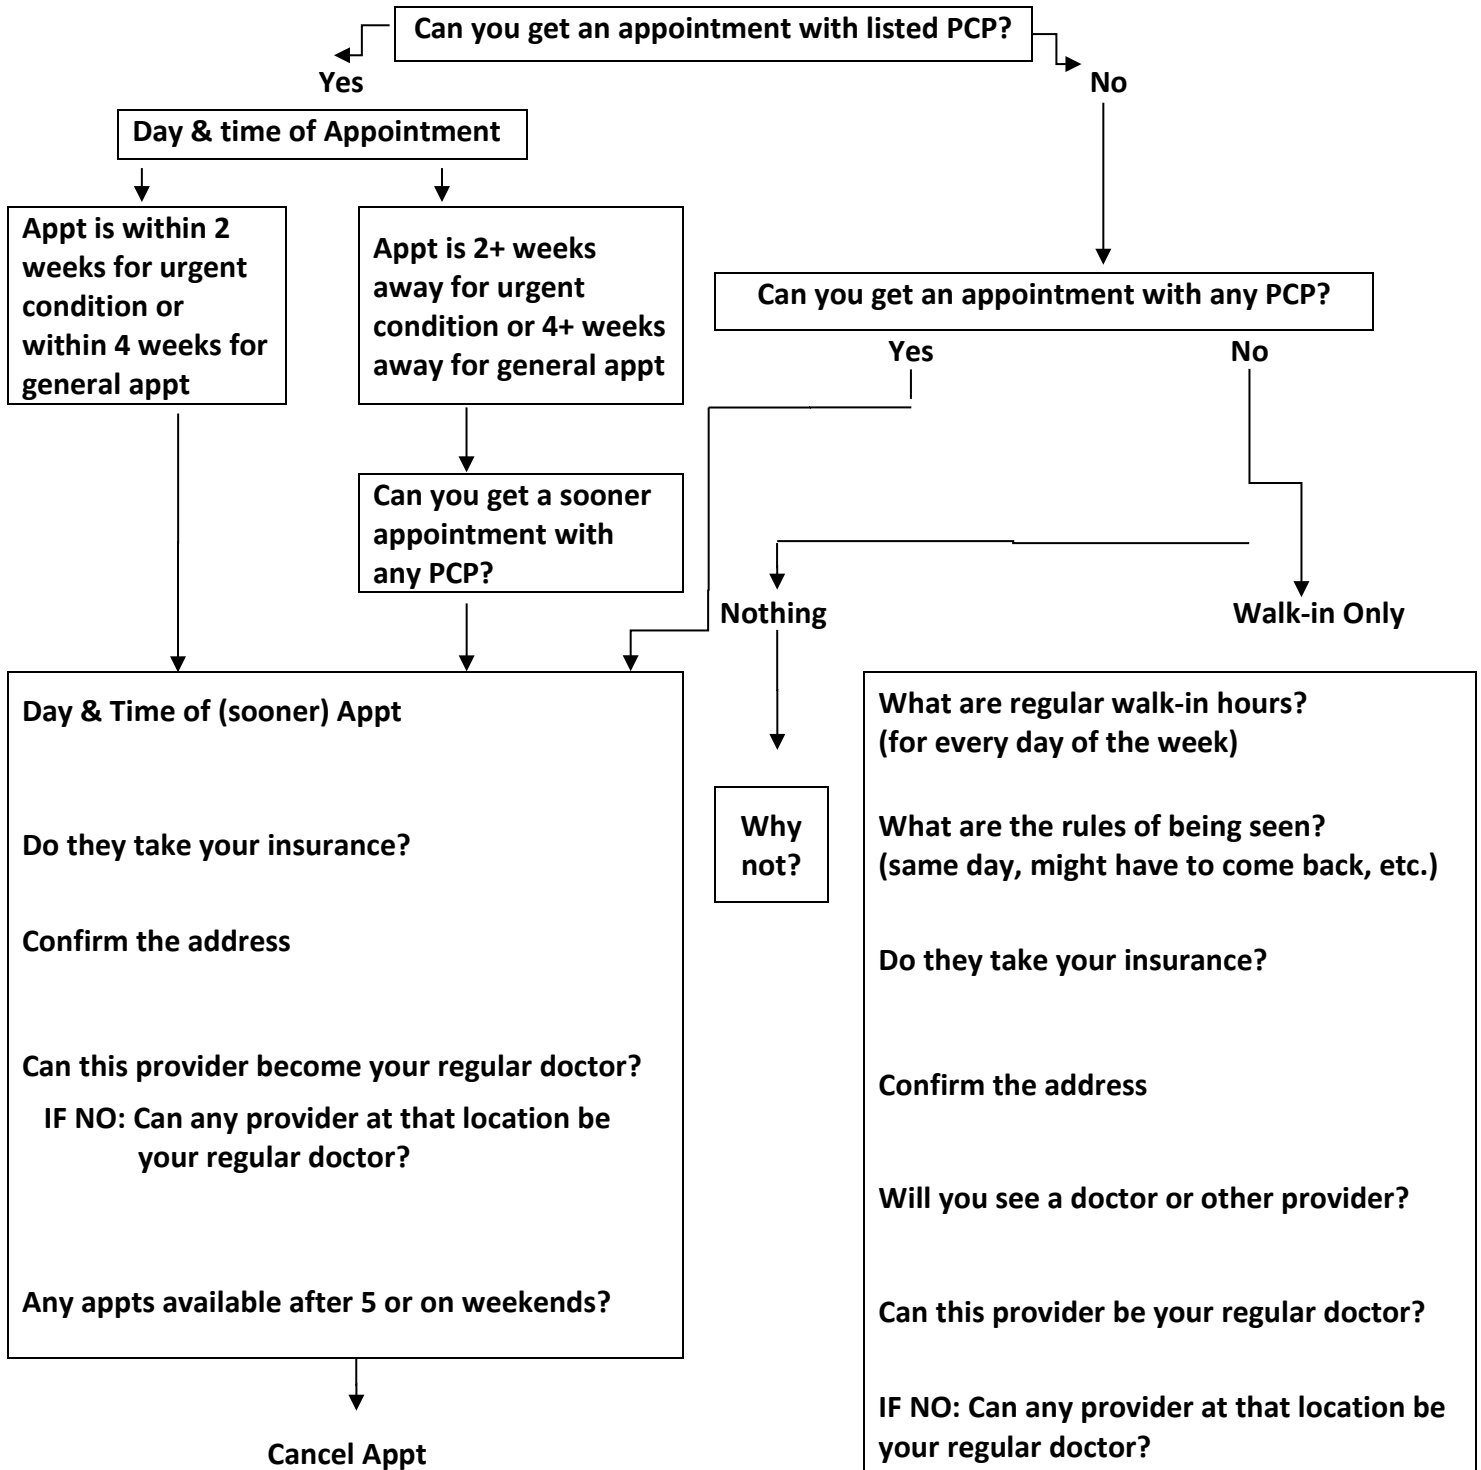 Can you get an appointment with listed PCP?
Yes
No
Day & time of Appointment
Appt is within 2
weeks for urgent
condition or
within 4 weeks for
general appt
Appt is 2+ weeks
away for urgent
condition or 4+ weeks
away for general appt
Can you get an appointment with any PCP?
Yes
No
Can you get a sooner
appointment with
any PCP?
Nothing
Walk-in Only
Day & Time of (sooner) Appt
Do they take your insurance?
Confirm the address
Can this provider become your regular doctor?
IF NO: Can any provider at that location be
your regular doctor?
Any appts available after 5 or on weekends?
Cancel Appt
Why
not?
What are regular walk-in hours?
(for every day of the week)
What are the rules of being seen?
(same day, might have to come back, etc.)
Do they take your insurance?
Confirm the address
Will you see a doctor or other provider?
Can this provider be your regular doctor?
IF NO: Can any provider at that location be
your regular doctor?